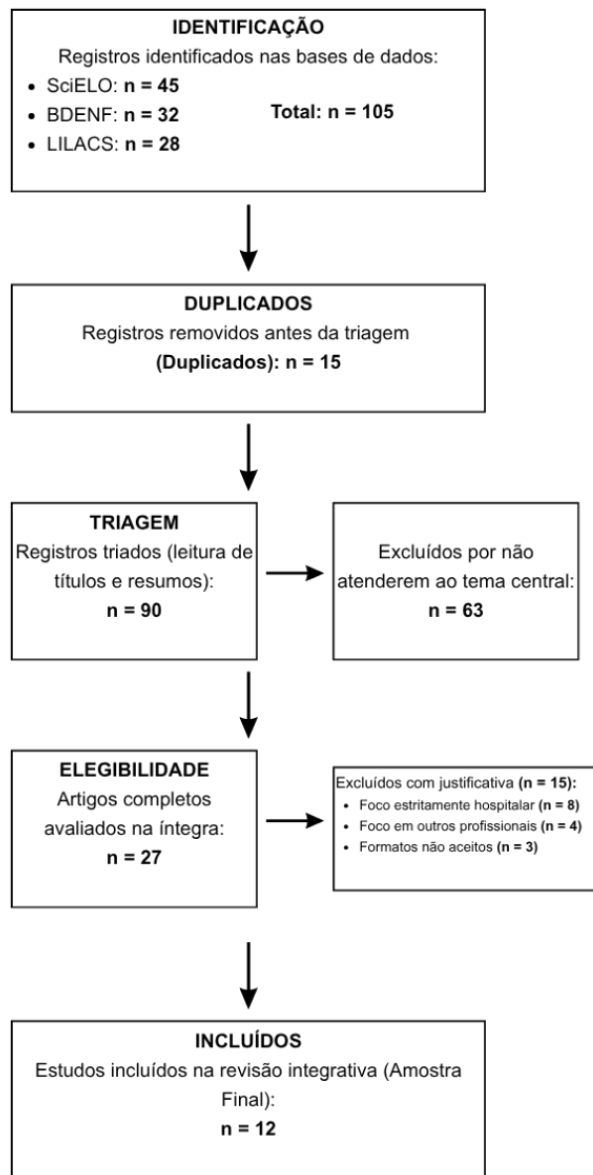 IDENTIFICAÇÃO
Registros identificados nas bases de dados:
• SciELO: n = 45
• BDENF: n = 32
Total: n = 105
• LILACS: n = 28
DUPLICADOS
Registros removidos antes da triagem
(Duplicados): n = 15
TRIAGEM
Registros triados (leitura de
títulos e resumos):
n = 90
Excluídos por não
atenderem ao tema central:
n = 63
ELEGIBILIDADE
Artigos completos
avaliados na íntegra:
n = 27
Excluídos com justificativa (n = 15):
• Foco estritamente hospitalar (n = 8)
• Foco em outros profissionais (n = 4)
• Formatos não aceitos (n = 3)
INCLUÍDOS
Estudos incluídos na revisão integrativa (Amostra
Final):
n = 12